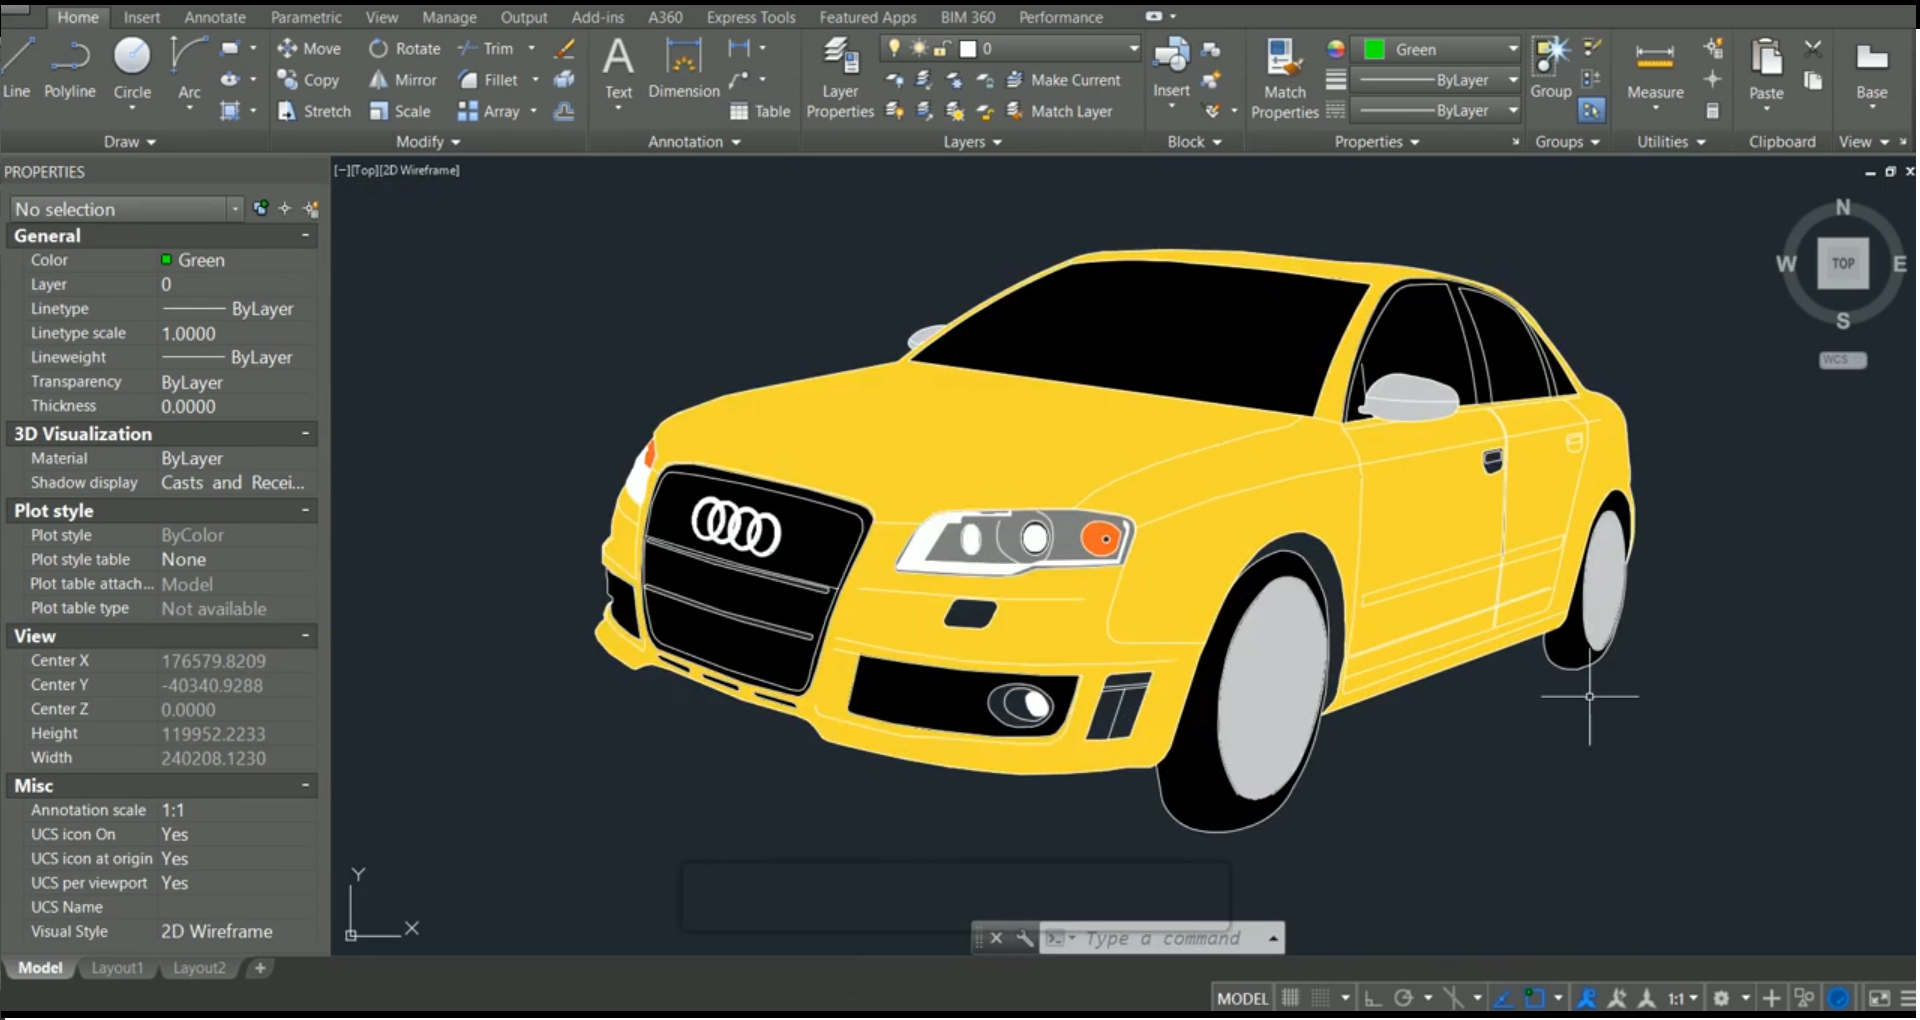 Home Insert Annotate Parametric View Manage Output Add-ins A360 Express Tools Featured Apps BIM 360 Performance
Line Polyline Circle Arc
Move Rotate Trim
Copy Mirror Fillet
Stretch Scale Array
Text Dimension
Table
Layer
Properties
0
Make Current
Match Layer
Insert
Match
Properties
Green
ByLayer
ByLayer
Group
Measure
Paste
Base
Draw Modify Annotation Layers Block Properties Groups Utilities Clipboard View
PROPERTIES
No selection
General
Color Green
Layer 0
Linetype ByLayer
Linetype scale 1.0000
Lineweight ByLayer
Transparency ByLayer
Thickness 0.0000
3D Visualization
Material ByLayer
Shadow display Casts and Recei...
Plot style
Plot style ByColor
Plot style table None
Plot table attach... Model
Plot table type Not available
View
Center X 176579.8209
Center Y -40340.9288
Center Z 0.0000
Height 119952.2233
Width 240208.1230
Misc
Annotation scale 1:1
UCS icon On Yes
UCS icon at origin Yes
UCS per viewport Yes
UCS Name
Visual Style 2D Wireframe
[−][Top][2D Wireframe]
N
W TOP E
S
WCS
Y
X
Type a command
Model Layout1 Layout2 +
MODEL 1:1